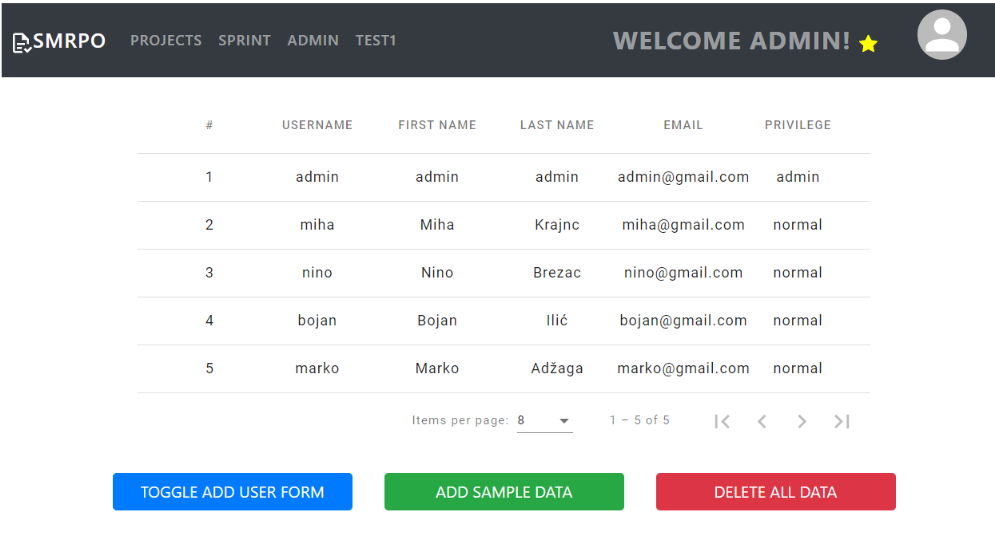 SMRPO PROJECTS SPRINT ADMIN TEST1 WELCOME ADMIN!
# USERNAME FIRST NAME LAST NAME EMAIL PRIVILEGE
1 admin admin admin admin@gmail.com admin
2 miha Miha Krajnc miha@gmail.com normal
3 nino Nino Brezac nino@gmail.com normal
4 bojan Bojan Ilić bojan@gmail.com normal
5 marko Marko Adžaga marko@gmail.com normal
Items per page: 8 1 – 5 of 5
TOGGLE ADD USER FORM ADD SAMPLE DATA DELETE ALL DATA